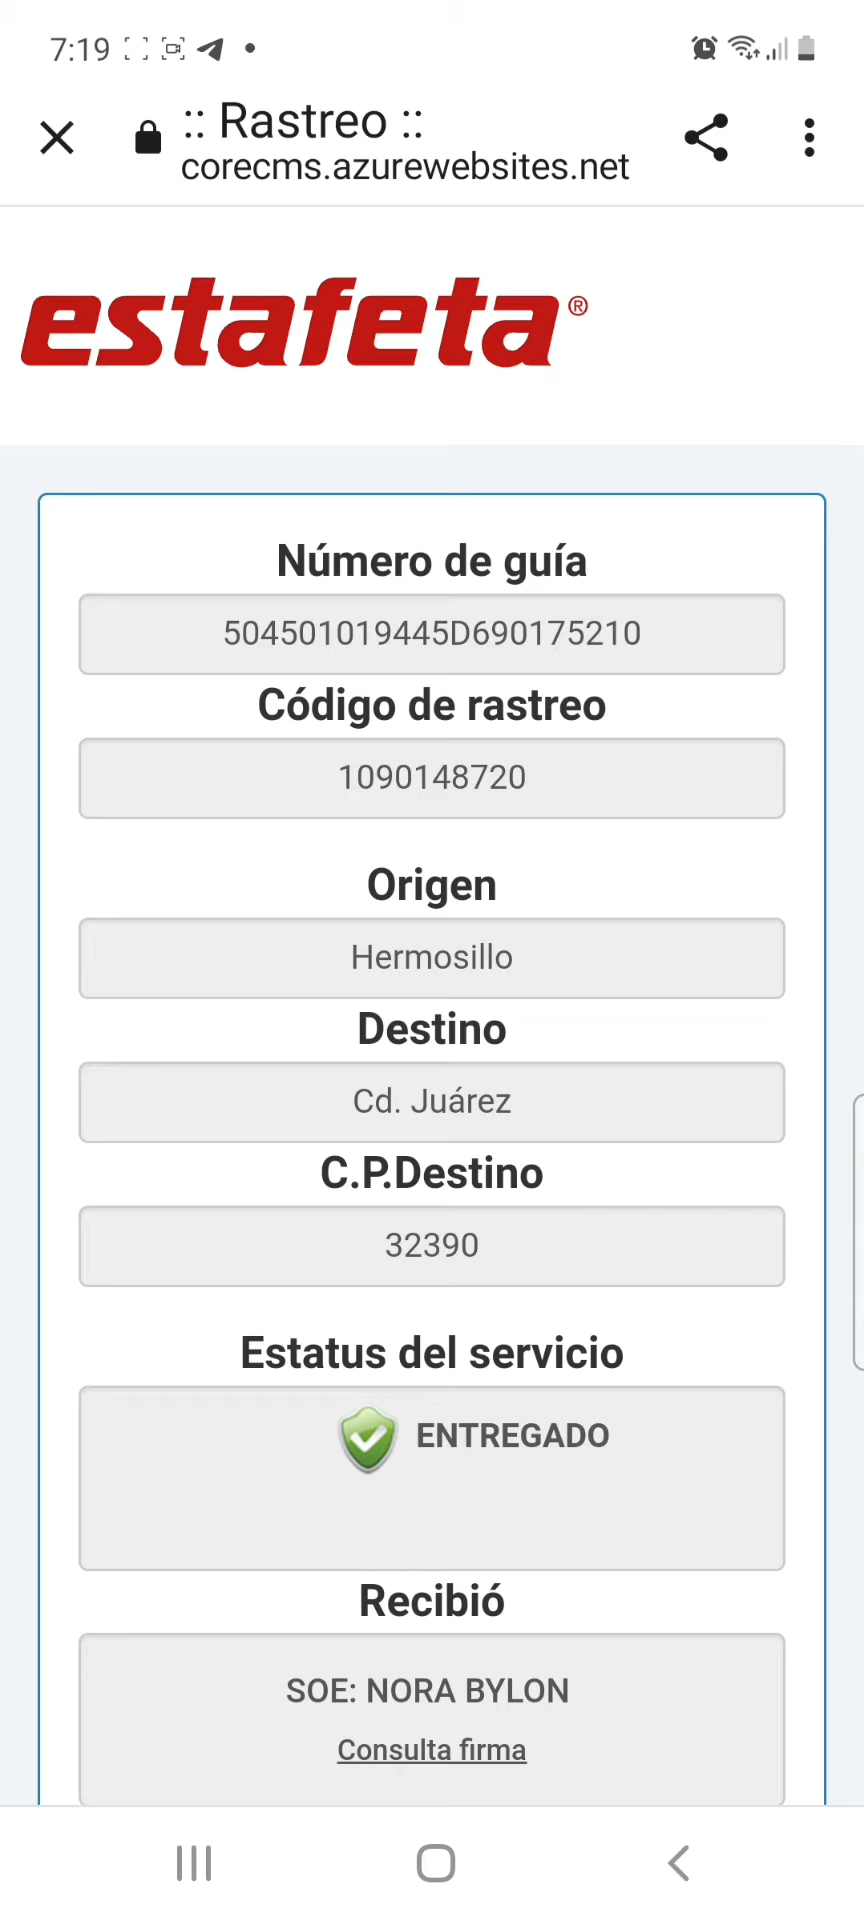 7:19
:: Rastreo ::
corecms.azurewebsites.net
estafeta®
Número de guía
504501019445D690175210
Código de rastreo
1090148720
Origen
Hermosillo
Destino
Cd. Juárez
C.P.Destino
32390
Estatus del servicio
ENTREGADO
Recibió
SOE: NORA BYLON
Consulta firma